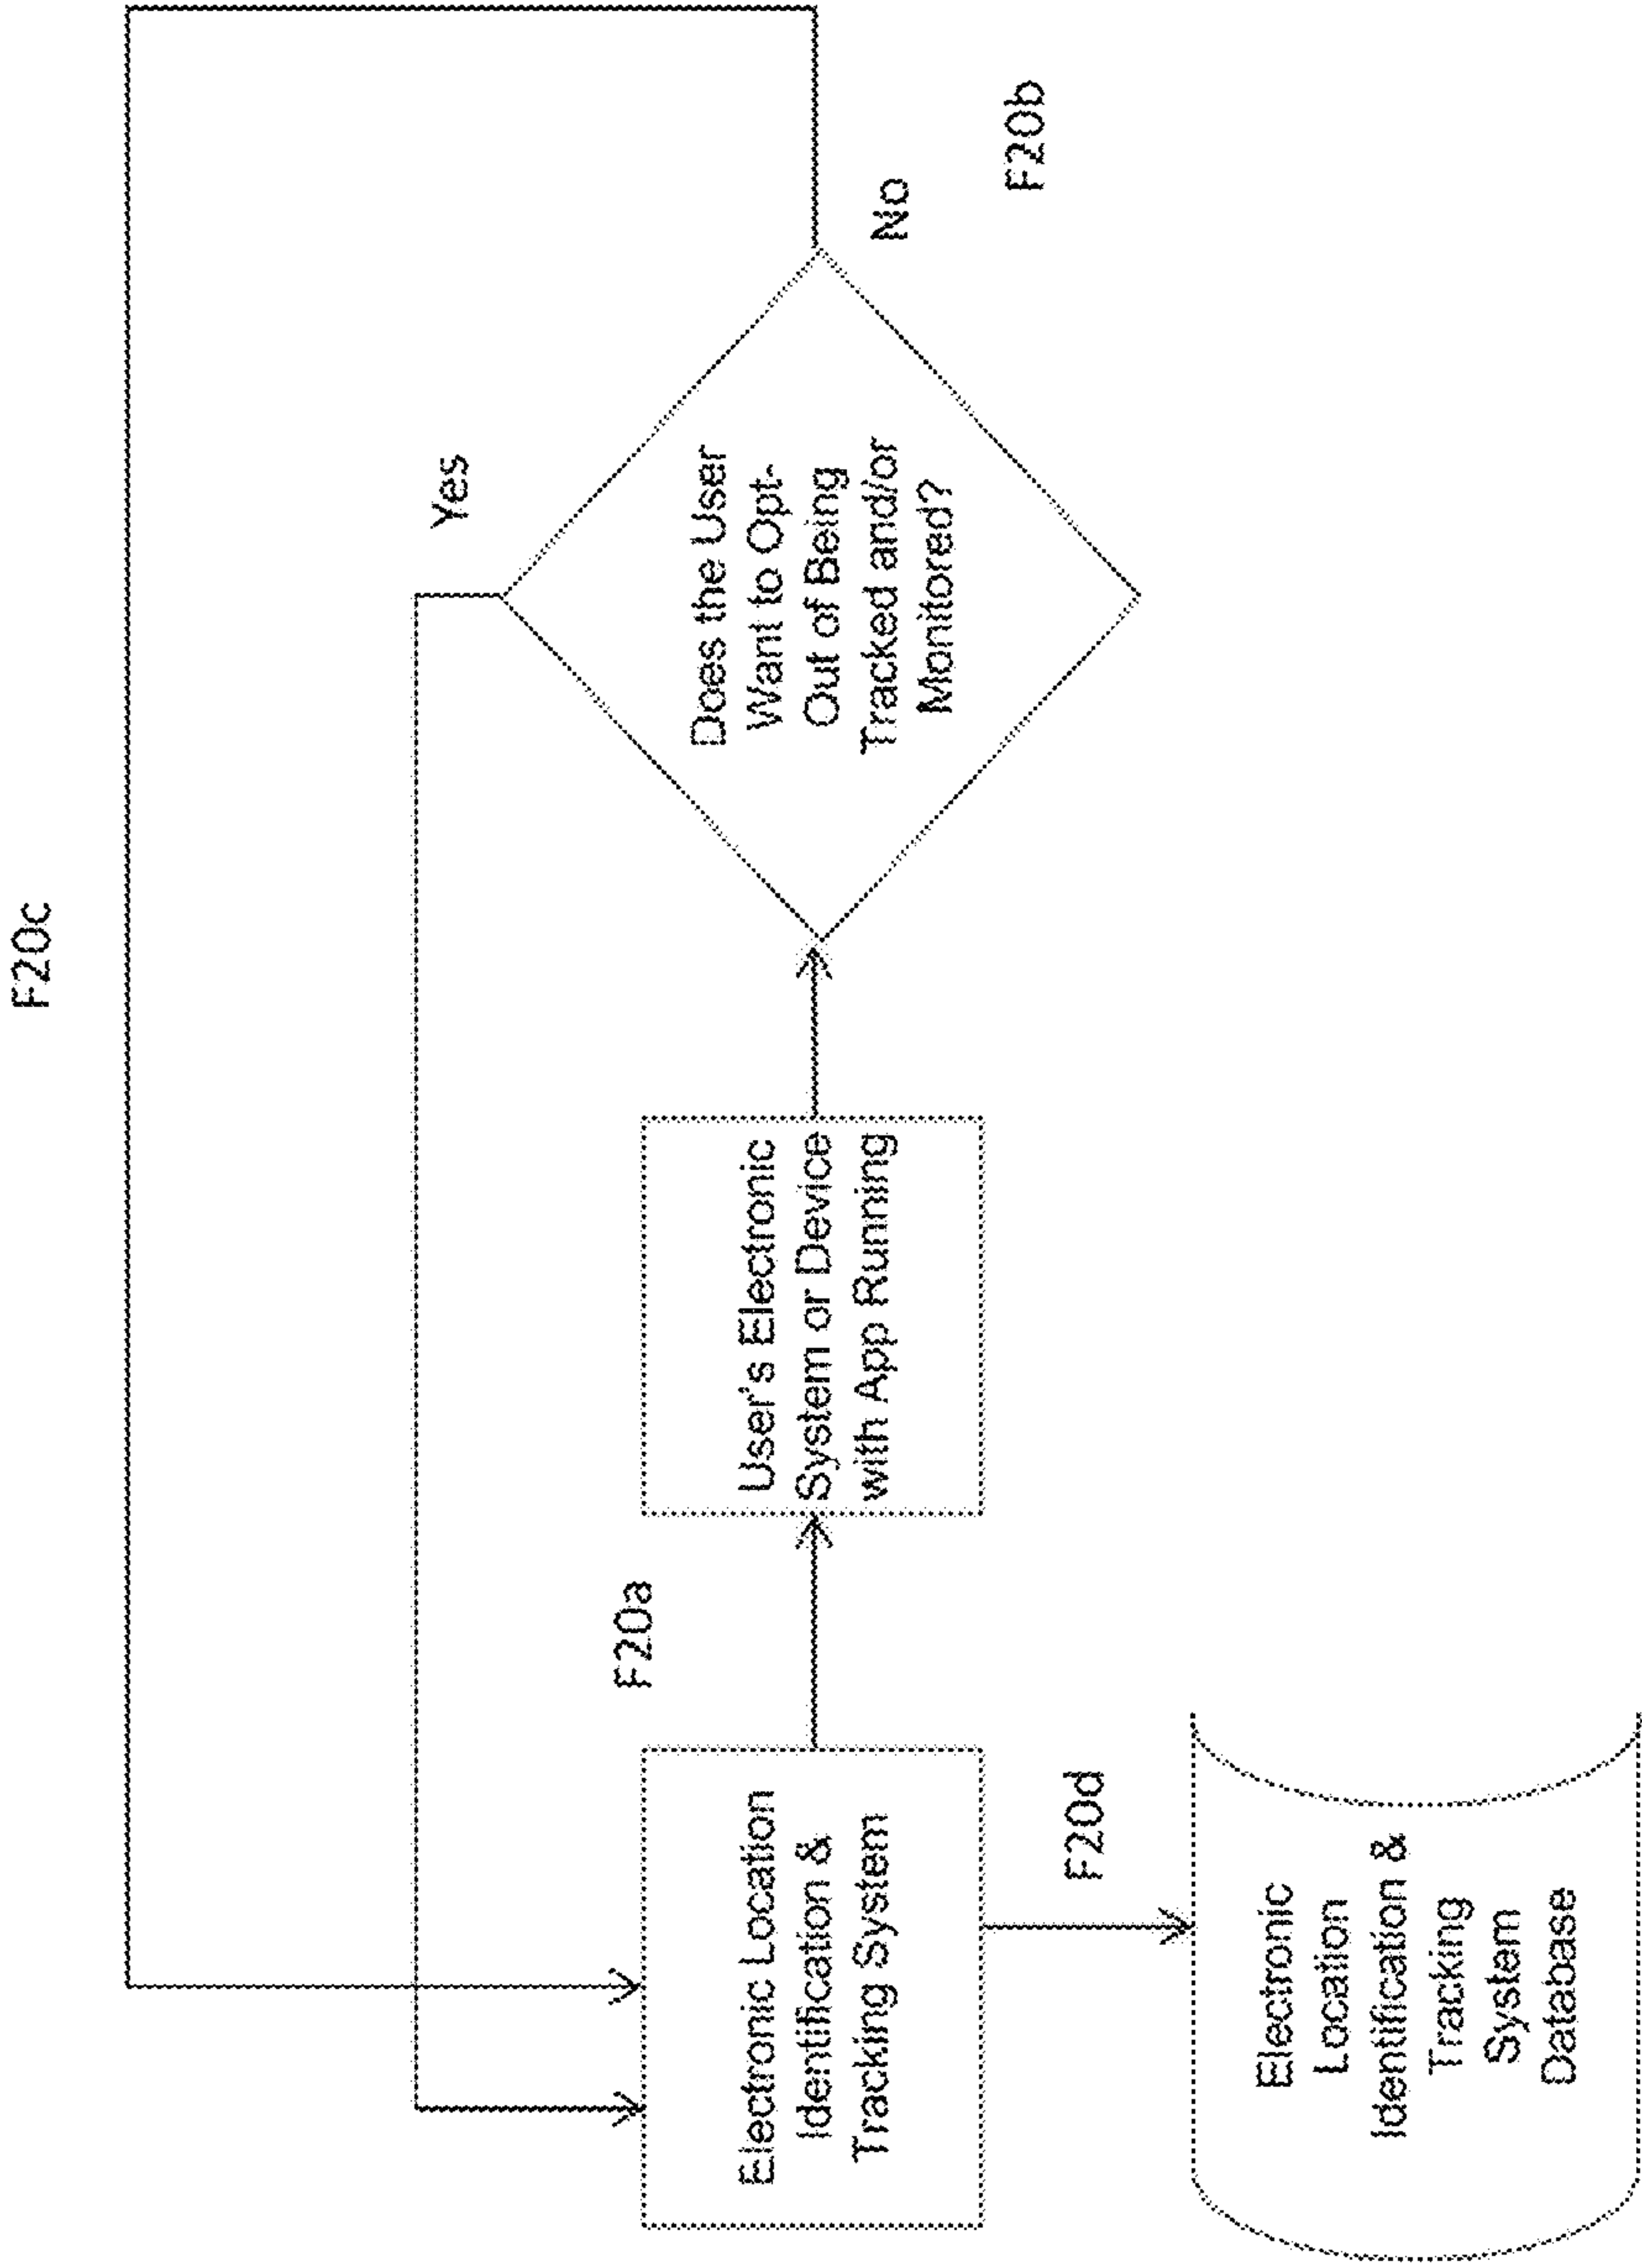 F20c
Yes
No
F20b
Does the User
Want to Opt-
Out of Being
Tracked and/or
Monitored?
User's Electronic
System or Device
with App Running
F20a
Electronic Location
Identification &
Tracking System
F20d
Electronic
Location
Identification &
Tracking
System
Database